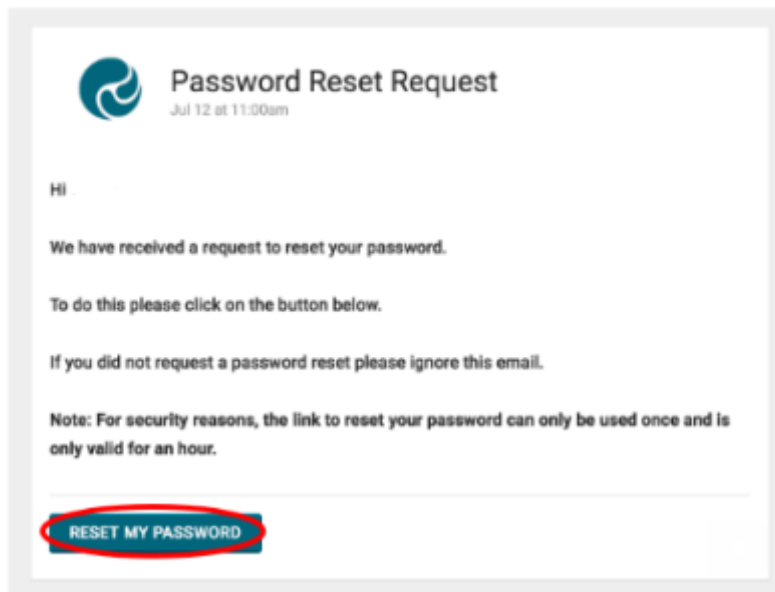 Password Reset Request
Jul 12 at 11:00am
Hi
We have received a request to reset your password.
To do this please click on the button below.
If you did not request a password reset please ignore this email.
Note: For security reasons, the link to reset your password can only be used once and is
only valid for an hour.
RESET MY PASSWORD